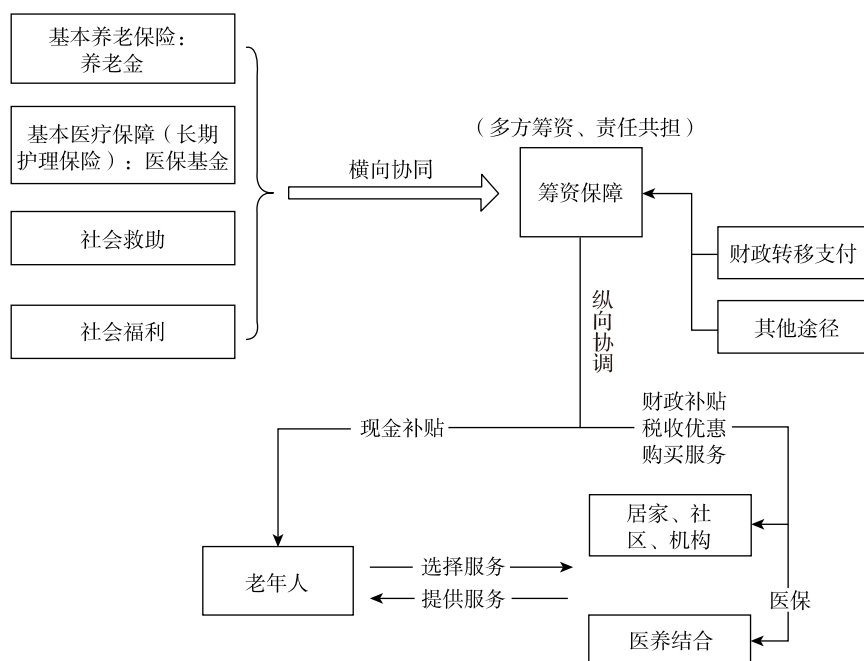 基本养老保险：
养老金
基本医疗保障（长期
护理保险）：医保基金
社会救助
社会福利
横向协同
（多方筹资、责任共担）
筹资保障
财政转移支付
其他途径
纵向协调
现金补贴
财政补贴
税收优惠
购买服务
居家、社
区、机构
老年人
选择服务
提供服务
医保
医养结合